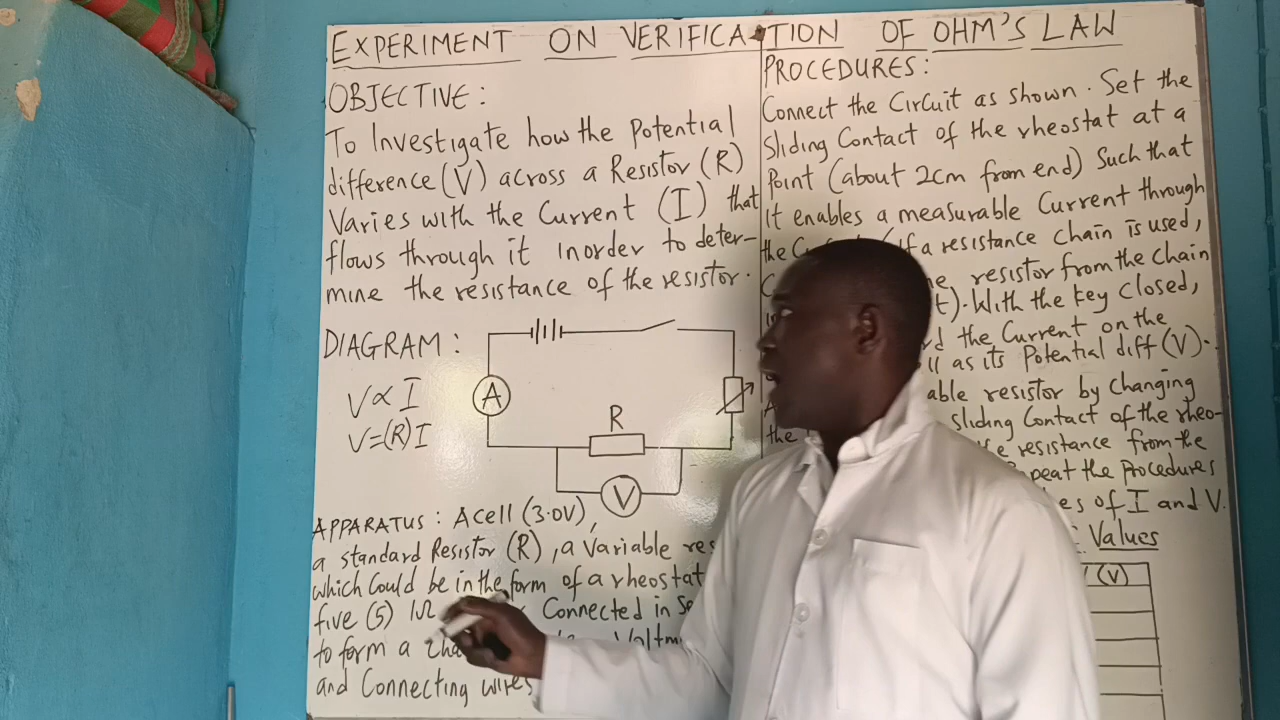 EXPERIMENT ON VERIFICATION OF OHM'S LAW
OBJECTIVE:
To Investigate how the Potential
difference (V) across a Resistor (R)
Varies with the Current (I) that
flows through it inorder to deter-
mine the resistance of the resistor.
DIAGRAM:
V∝I
V=(R)I
A
R
V
APPARATUS: A cell (3.0V),
a standard Resistor (R), a Variable
which Could be in the form of a rheostat
five (5) 1Ω Connected in
to form a
and Connecting wires
PROCEDURES:
Connect the Circuit as shown. Set the
Sliding Contact of the rheostat at a
Point (about 2cm from end) Such that
it enables a measurable Current through
the If a resistance chain is used,
resistor from the chain
With the key Closed,
the Current on the
as its Potential diff (V).
resistor by Changing
sliding Contact of the rheo-
the resistance from the
the Procedures
of I and V.
Values
(V)